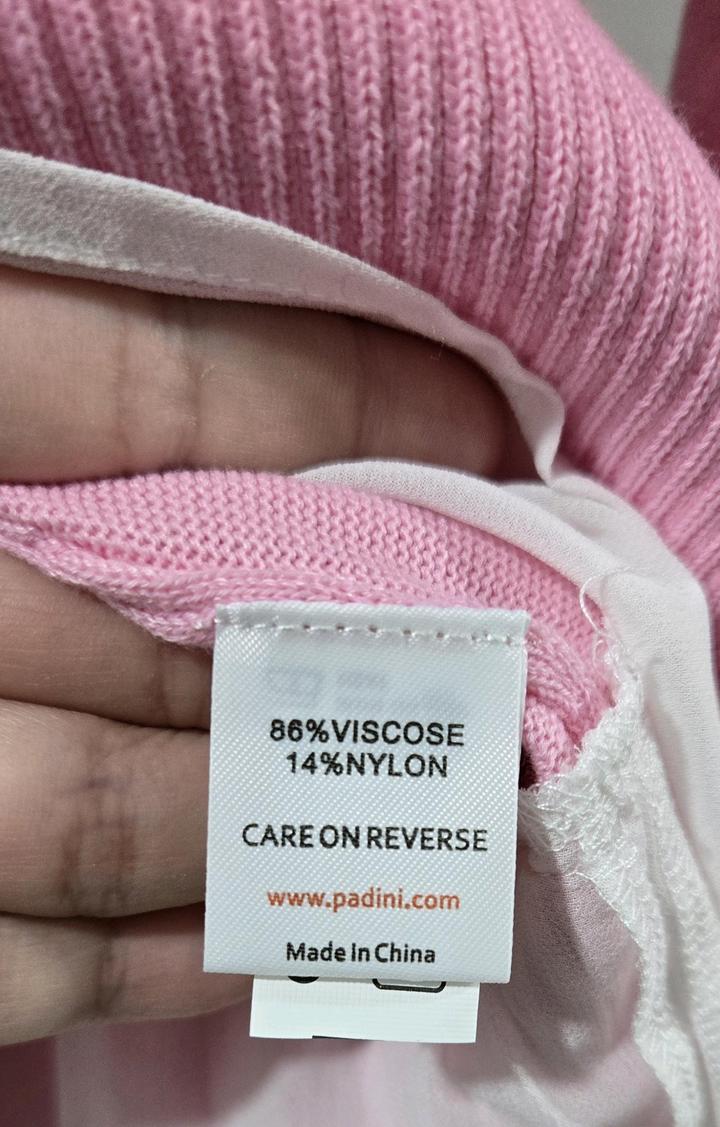 86%VISCOSE
14%NYLON
CARE ON REVERSE
www.padini.com
Made In China